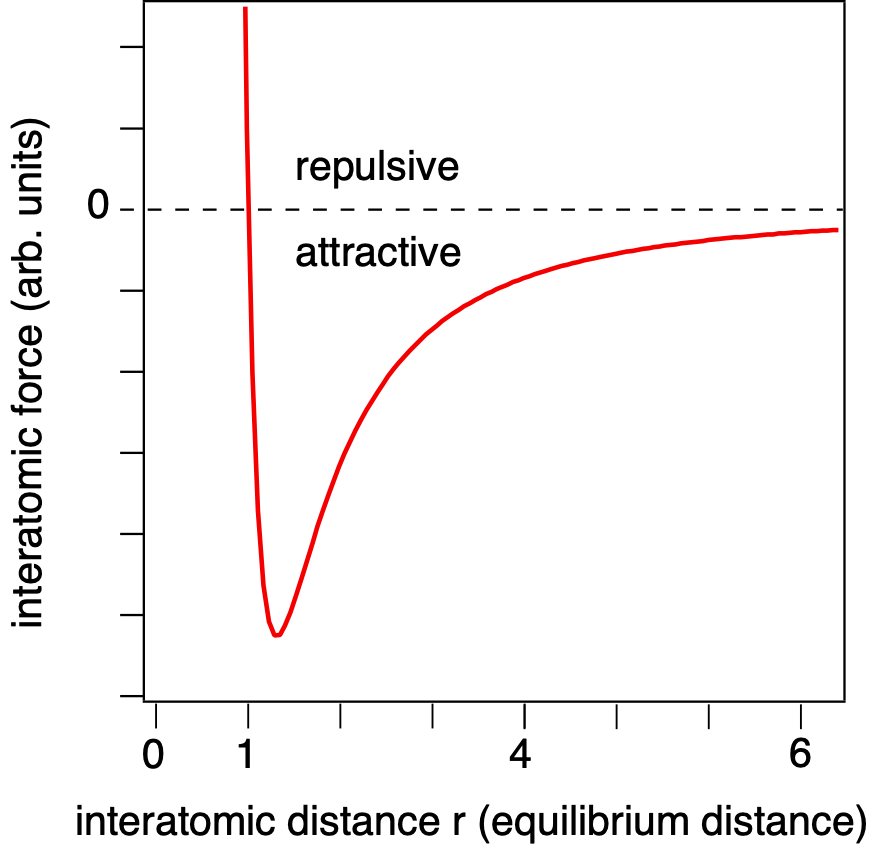 interatomic force (arb. units)
repulsive
0
attractive
0 1 4 6
interatomic distance r (equilibrium distance)